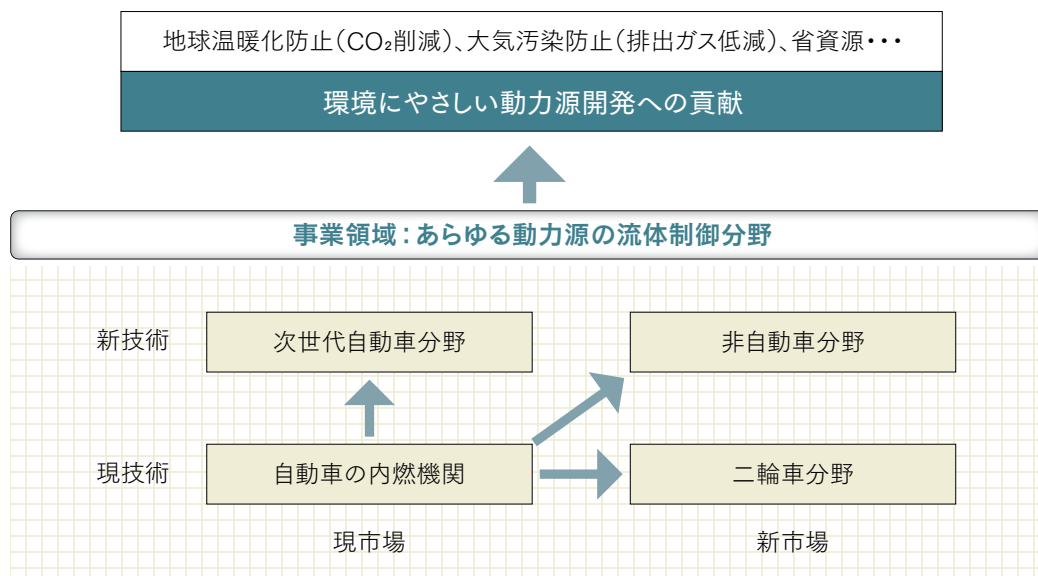 地球温暖化防止(CO₂削減)、大気汚染防止(排出ガス低減)、省資源・・・
環境にやさしい動力源開発への貢献
事業領域:あらゆる動力源の流体制御分野
新技術 次世代自動車分野 非自動車分野
現技術 自動車の内燃機関 二輪車分野
現市場 新市場